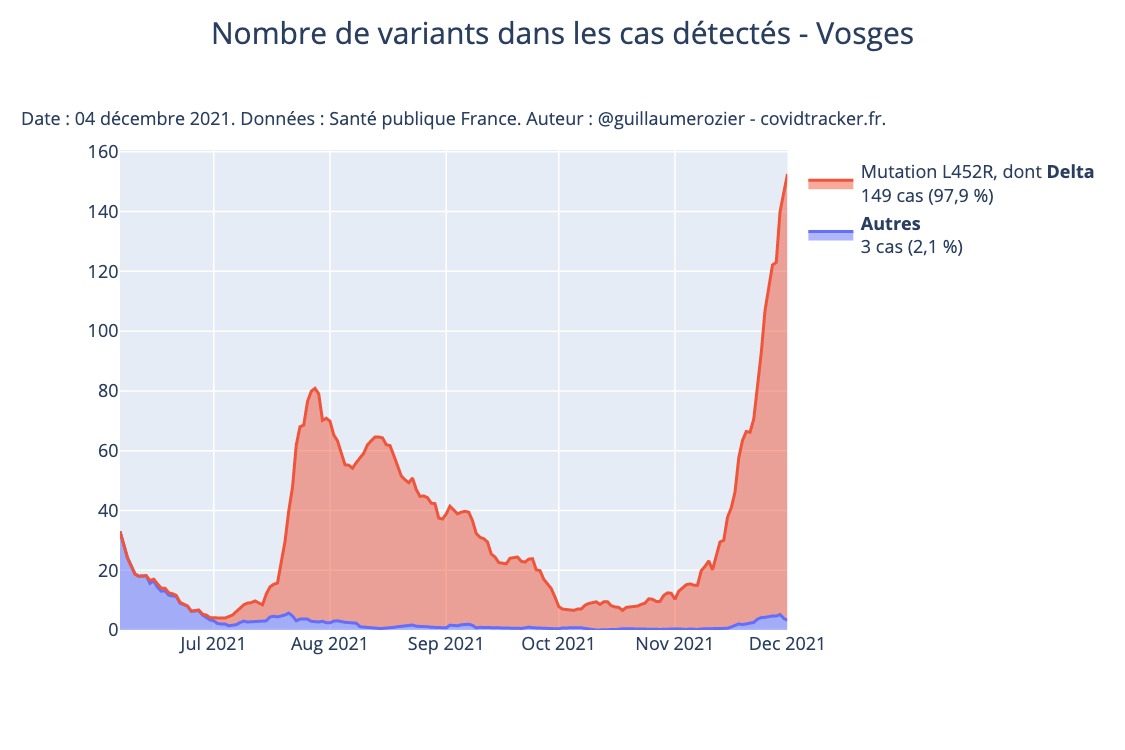 Nombre de variants dans les cas détectés - Vosges
Date : 04 décembre 2021. Données : Santé publique France. Auteur : @guillaumerozier - covidtracker.fr.
160
140
120
100
80
60
40
20
0
Jul 2021
Aug 2021
Sep 2021
Oct 2021
Nov 2021
Dec 2021
Mutation L452R, dont Delta
149 cas (97,9 %)
Autres
3 cas (2,1 %)